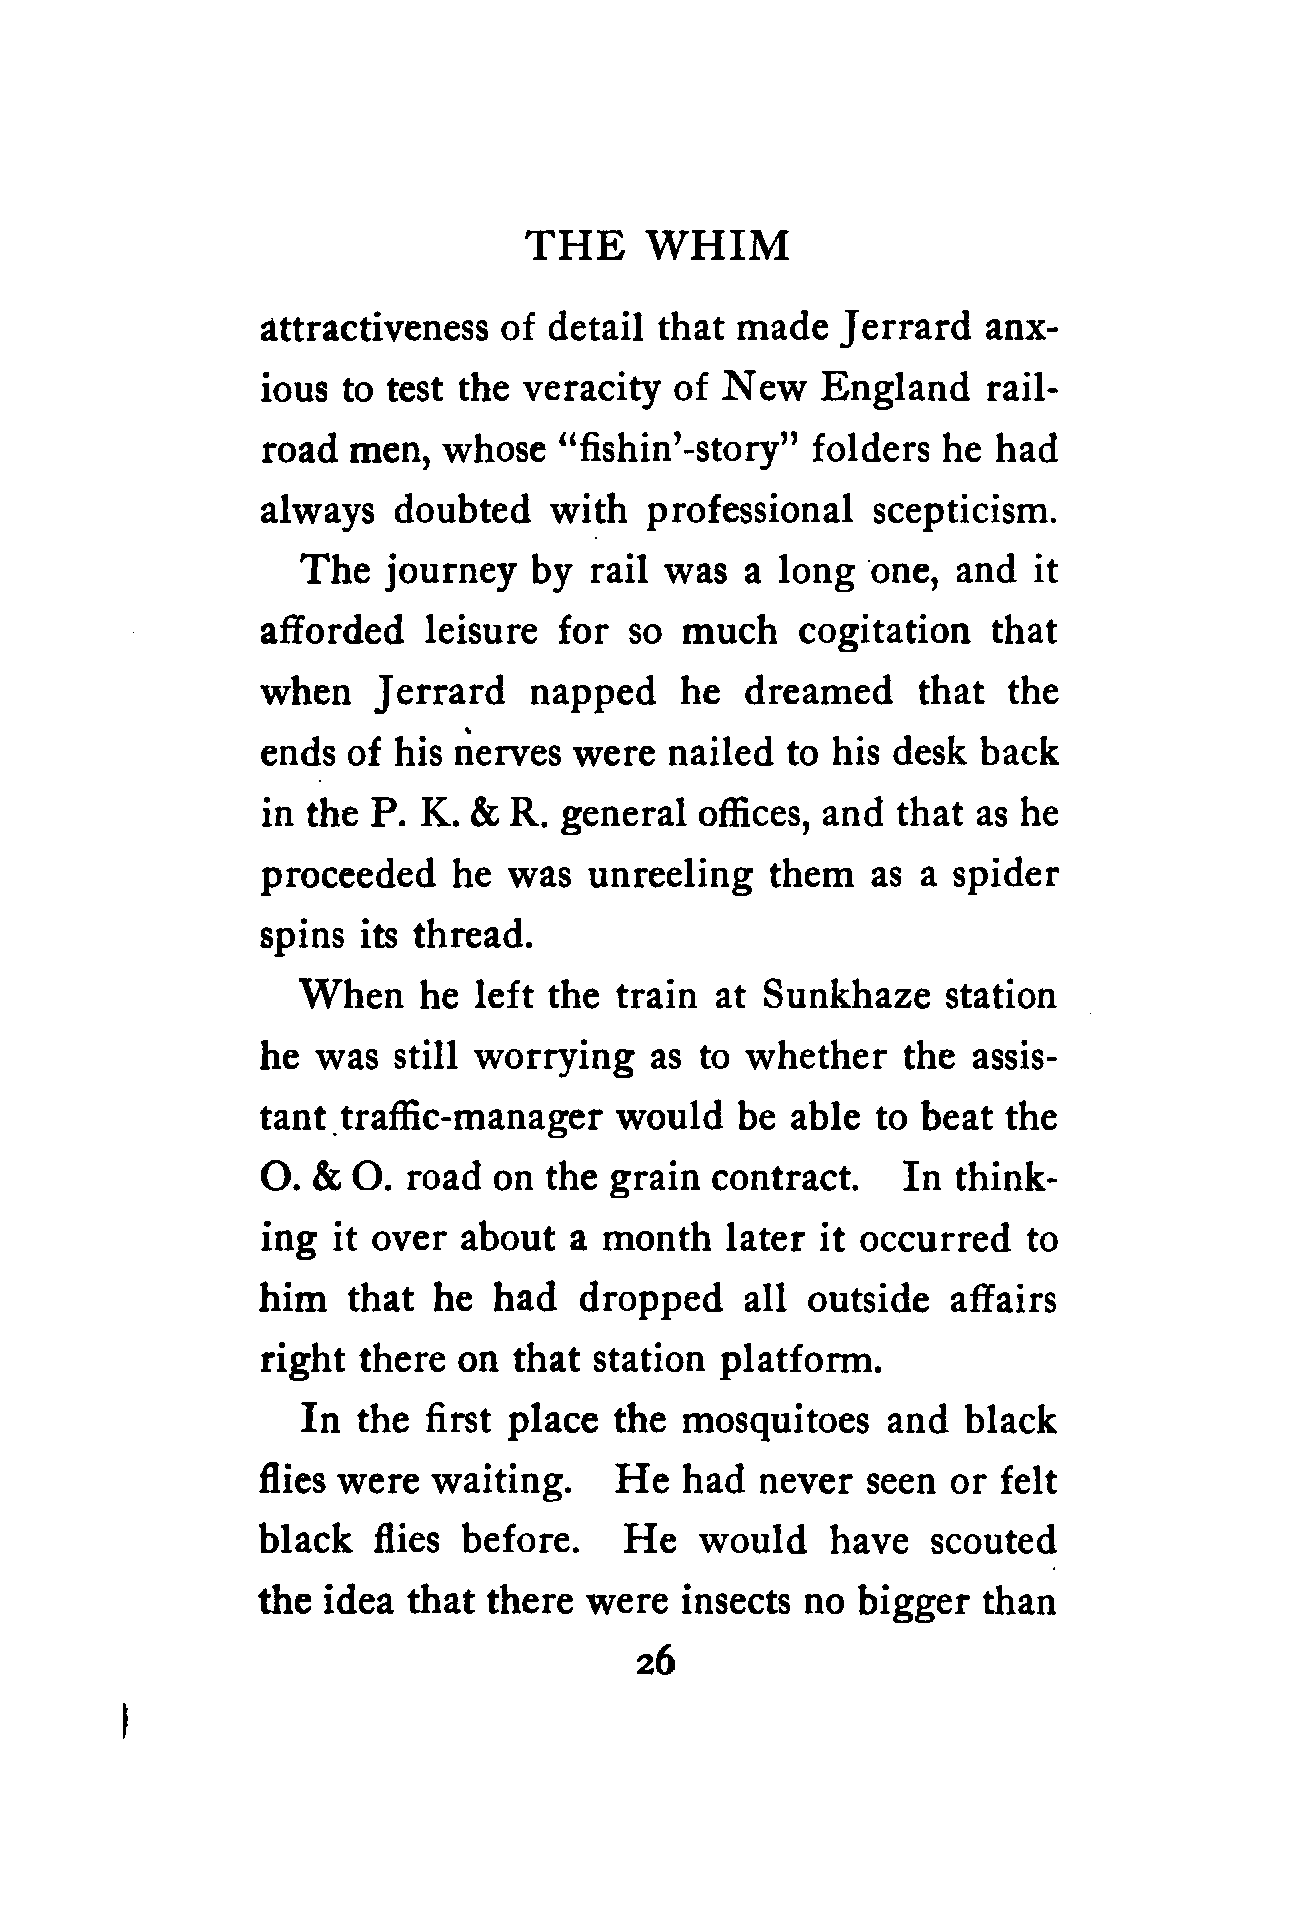 THE WHIM
attractiveness of detail that made Jerrard anx-
ious to test the veracity of New England rail-
road men, whose “fishin’-story” folders he had
always doubted with professional scepticism.
The journey by rail was a long one, and it
afforded leisure for so much cogitation that
when Jerrard napped he dreamed that the
ends of his nerves were nailed to his desk back
in the P. K. & R. general offices, and that as he
proceeded he was unreeling them as a spider
spins its thread.
When he left the train at Sunkhaze station
he was still worrying as to whether the assis-
tant traffic-manager would be able to beat the
O. & O. road on the grain contract. In think-
ing it over about a month later it occurred to
him that he had dropped all outside affairs
right there on that station platform.
In the first place the mosquitoes and black
flies were waiting. He had never seen or felt
black flies before. He would have scouted
the idea that there were insects no bigger than
26